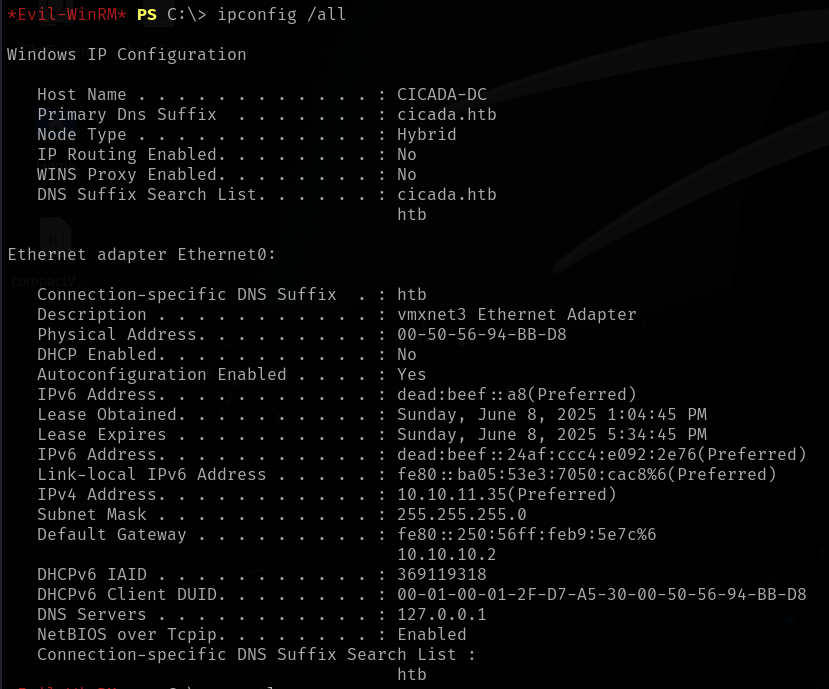 *Evil-WinRM* PS C:\> ipconfig /all
Windows IP Configuration
Host Name . . . . . . . . . . . . : CICADA-DC
Primary Dns Suffix  . . . . . . . : cicada.htb
Node Type . . . . . . . . . . . . : Hybrid
IP Routing Enabled. . . . . . . . : No
WINS Proxy Enabled. . . . . . . . : No
DNS Suffix Search List. . . . . . : cicada.htb
htb
Ethernet adapter Ethernet0:
Connection-specific DNS Suffix  . : htb
Description . . . . . . . . . . . : vmxnet3 Ethernet Adapter
Physical Address. . . . . . . . . : 00-50-56-94-BB-D8
DHCP Enabled. . . . . . . . . . . : No
Autoconfiguration Enabled . . . . : Yes
IPv6 Address. . . . . . . . . . . : dead:beef::a8(Preferred)
Lease Obtained. . . . . . . . . . : Sunday, June 8, 2025 1:04:45 PM
Lease Expires . . . . . . . . . . : Sunday, June 8, 2025 5:34:45 PM
IPv6 Address. . . . . . . . . . . : dead:beef::24af:ccc4:e092:2e76(Preferred)
Link-local IPv6 Address . . . . . : fe80::ba05:53e3:7050:cac8%6(Preferred)
IPv4 Address. . . . . . . . . . . : 10.10.11.35(Preferred)
Subnet Mask . . . . . . . . . . . : 255.255.255.0
Default Gateway . . . . . . . . . : fe80::250:56ff:feb9:5e7c%6
10.10.10.2
DHCPv6 IAID . . . . . . . . . . . : 369119318
DHCPv6 Client DUID. . . . . . . . : 00-01-00-01-2F-D7-A5-30-00-50-56-94-BB-D8
DNS Servers . . . . . . . . . . . : 127.0.0.1
NetBIOS over Tcpip. . . . . . . . : Enabled
Connection-specific DNS Suffix Search List :
htb